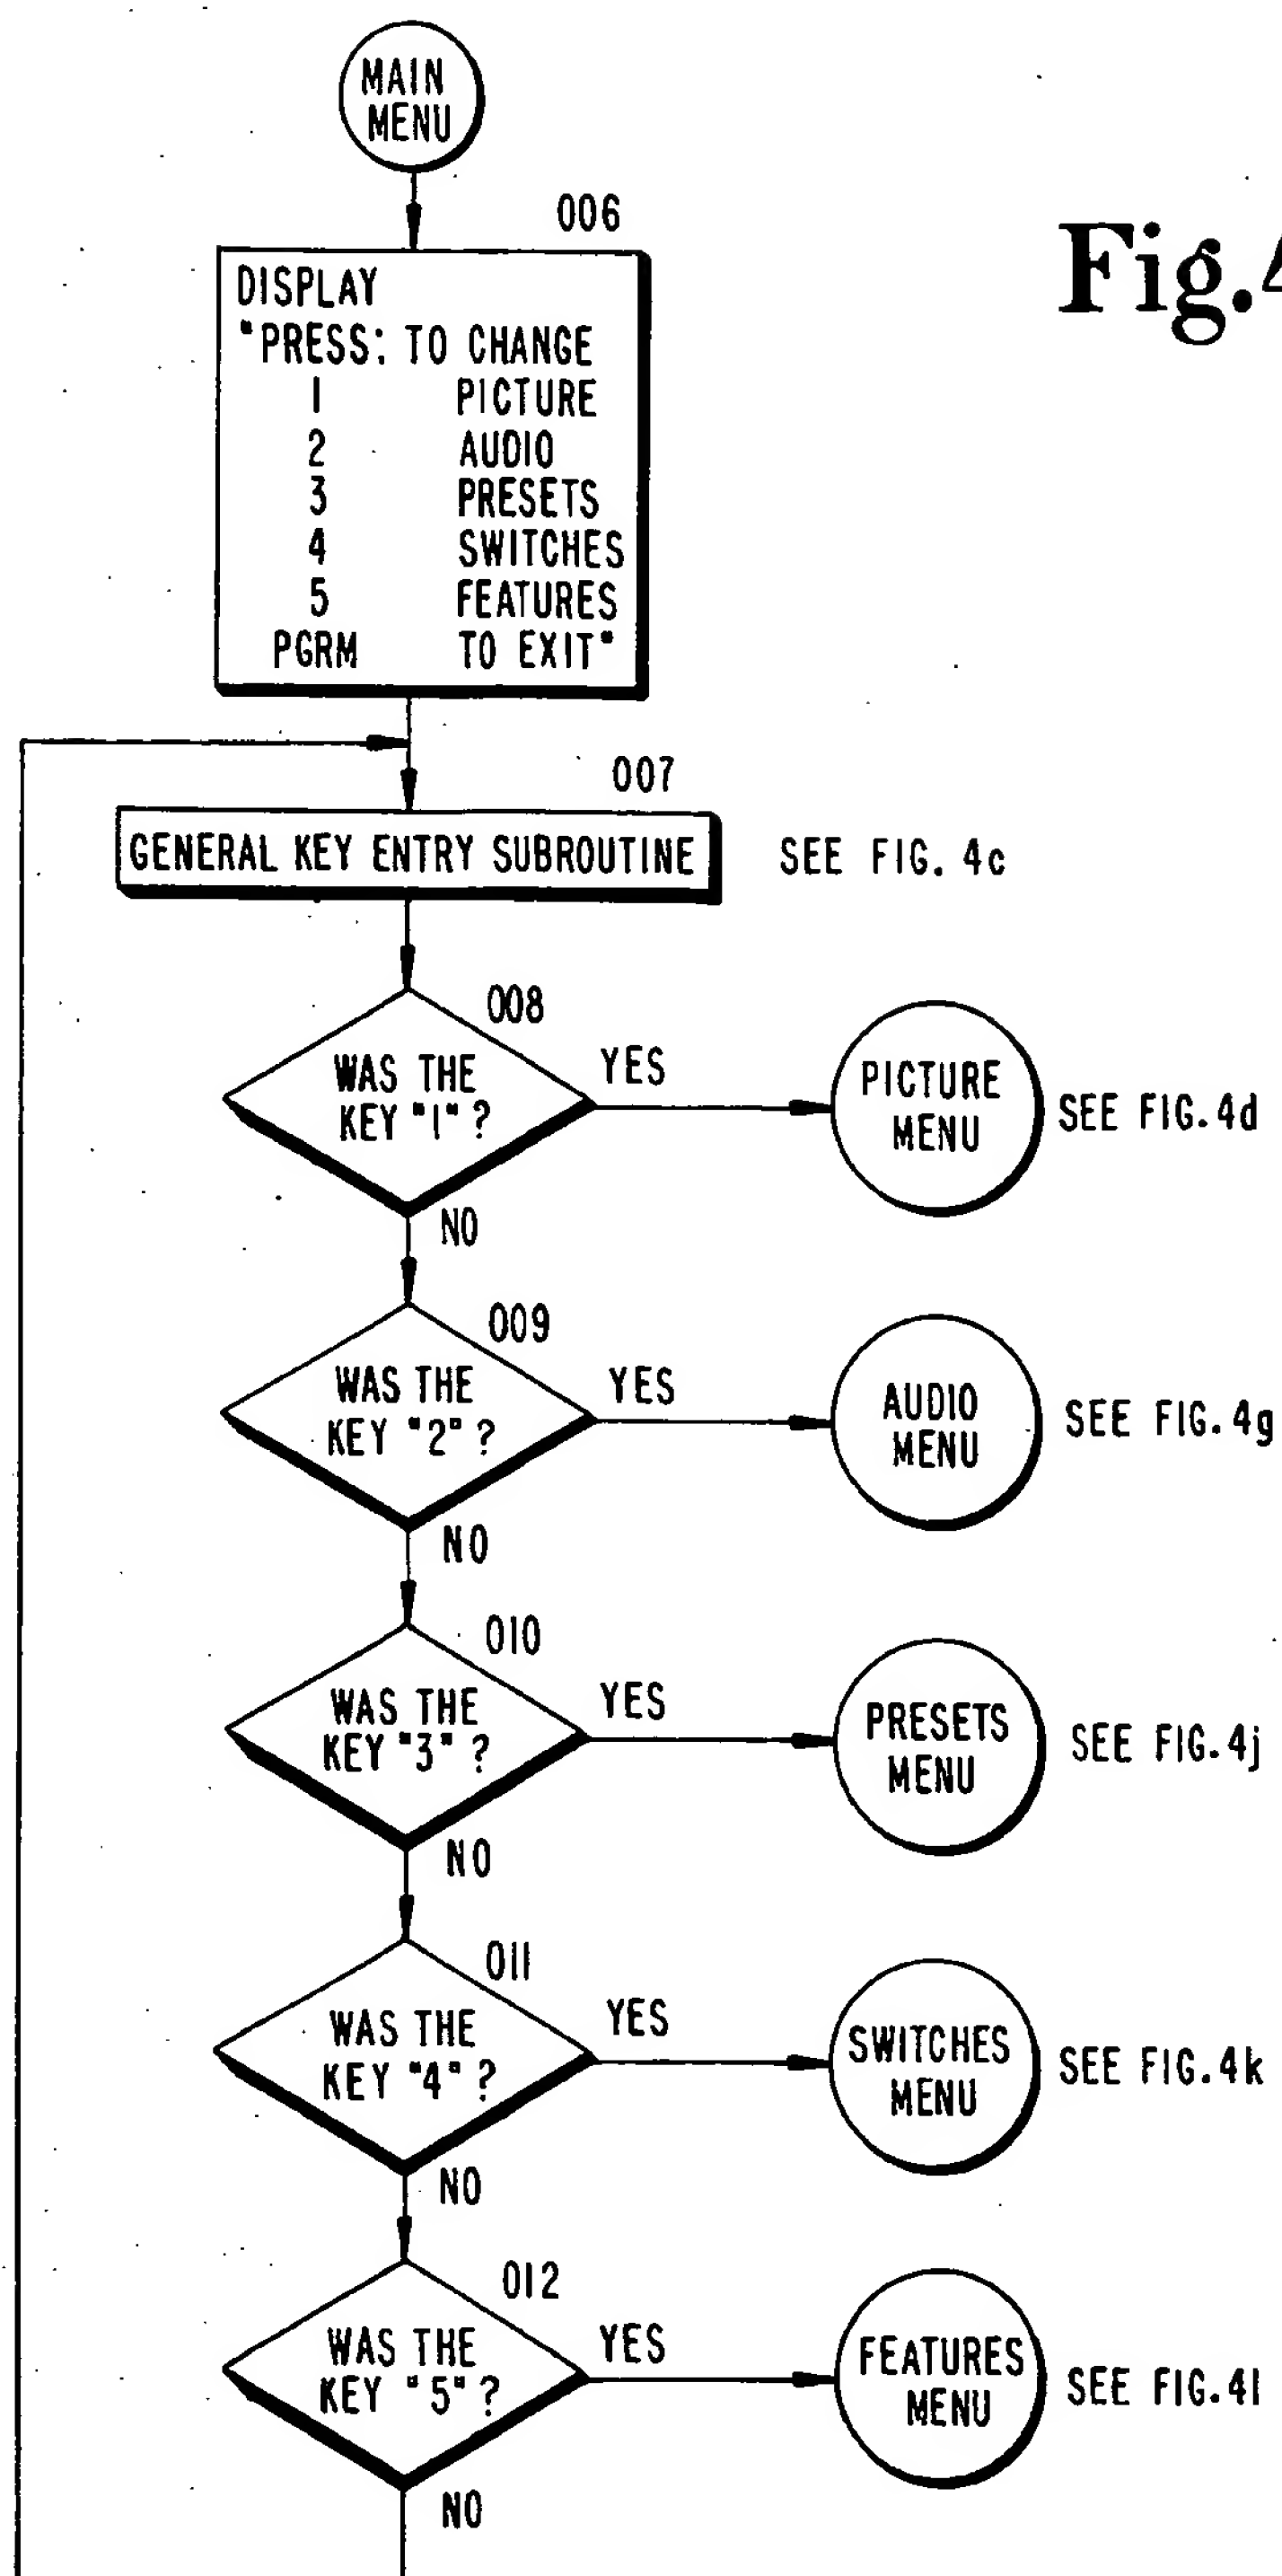 MAIN
MENU
006
Fig.4
DISPLAY
"PRESS: TO CHANGE
1 PICTURE
2 AUDIO
3 PRESETS
4 SWITCHES
5 FEATURES
PGRM TO EXIT"
007
GENERAL KEY ENTRY SUBROUTINE
SEE FIG. 4c
008
WAS THE
KEY "1" ?
YES
PICTURE
MENU
SEE FIG.4d
NO
009
WAS THE
KEY "2" ?
YES
AUDIO
MENU
SEE FIG.4g
NO
010
WAS THE
KEY "3" ?
YES
PRESETS
MENU
SEE FIG.4j
NO
011
WAS THE
KEY "4" ?
YES
SWITCHES
MENU
SEE FIG.4k
NO
012
WAS THE
KEY "5" ?
YES
FEATURES
MENU
SEE FIG.4l
NO